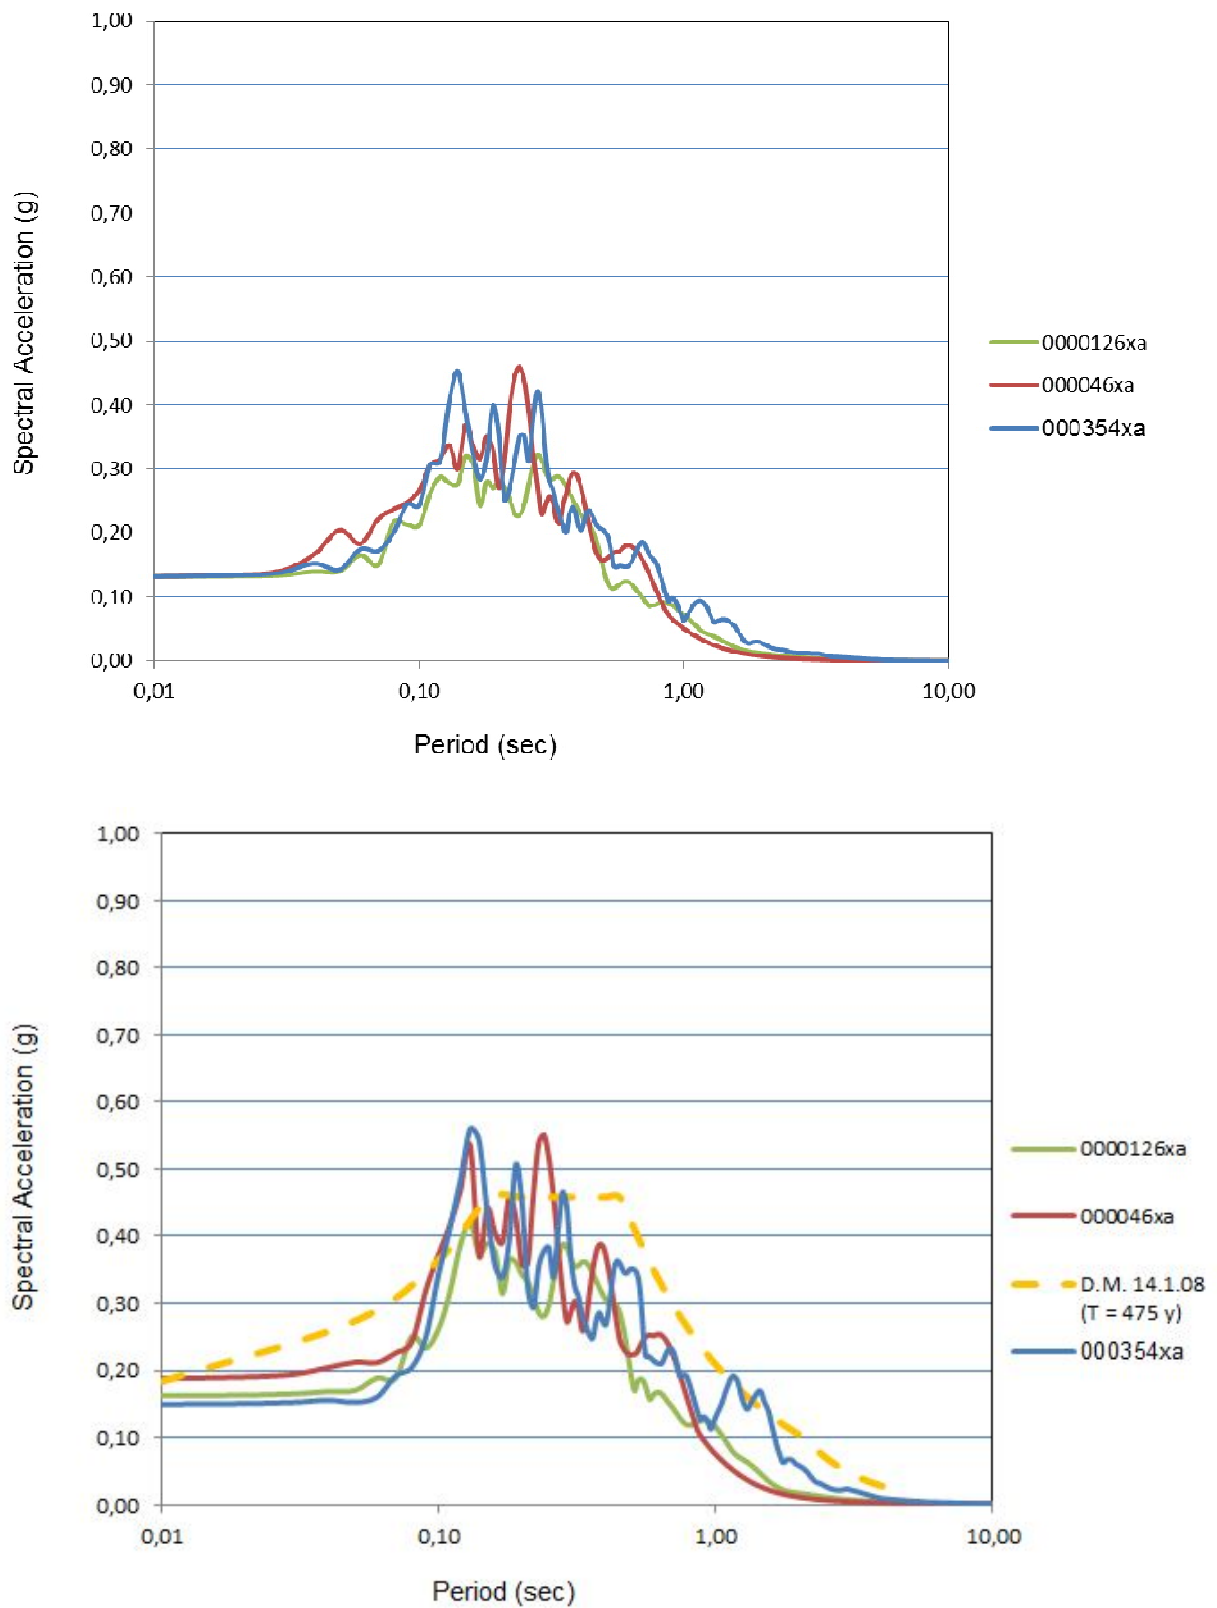 1,00
0,90
0,80
0,70
0,60
0,50
0,40
0,30
0,20
0,10
0,00
Spectral Acceleration (g)
0,01 0,10 1,00 10,00
Period (sec)
0000126xa
000046xa
000354xa
1,00
0,90
0,80
0,70
0,60
0,50
0,40
0,30
0,20
0,10
0,00
Spectral Acceleration (g)
0,01 0,10 1,00 10,00
Period (sec)
0000126xa
000046xa
D.M. 14.1.08
(T = 475 y)
000354xa